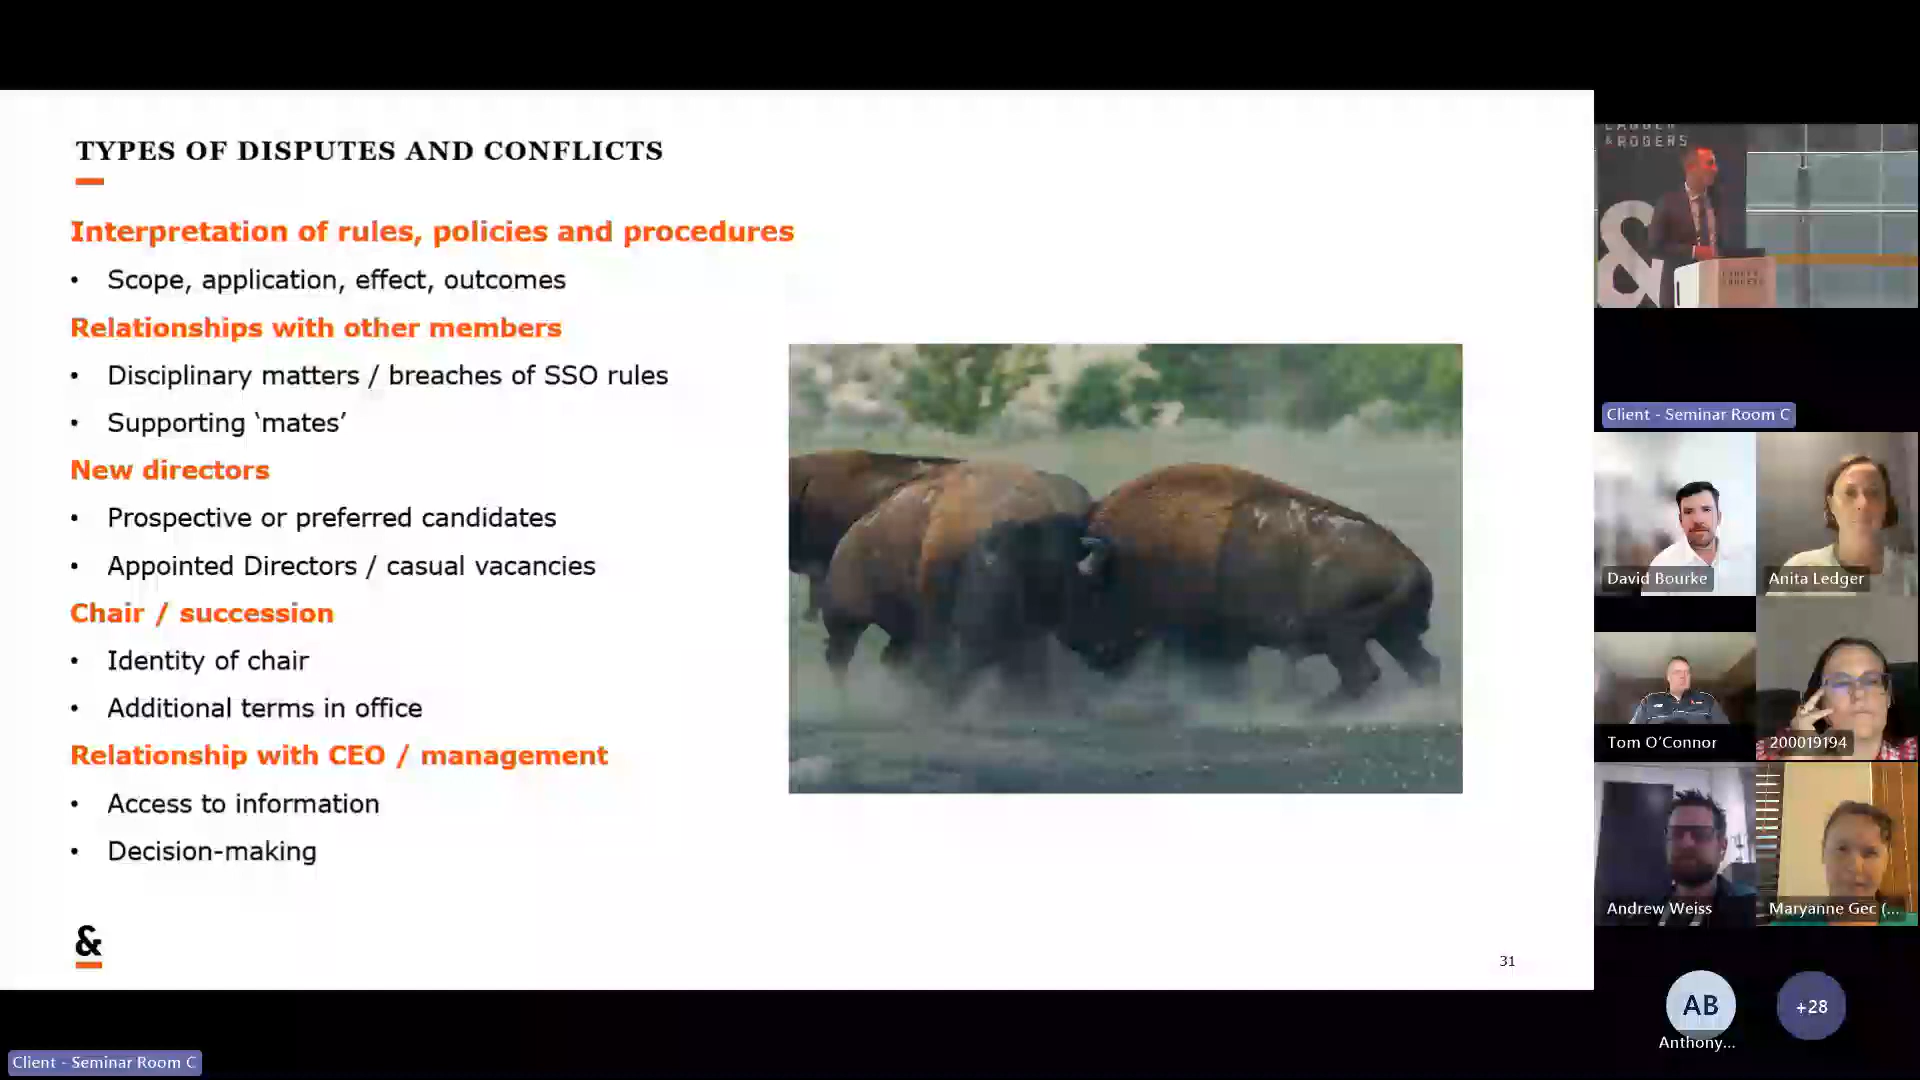 TYPES OF DISPUTES AND CONFLICTS
Interpretation of rules, policies and procedures
• Scope, application, effect, outcomes
Relationships with other members
• Disciplinary matters / breaches of SSO rules
• Supporting ‘mates’
New directors
• Prospective or preferred candidates
• Appointed Directors / casual vacancies
Chair / succession
• Identity of chair
• Additional terms in office
Relationship with CEO / management
• Access to information
• Decision-making
&
31
Client - Seminar Room C
& ROGERS
&
Client - Seminar Room C
David Bourke
Anita Ledger
Tom O’Connor
200019194
Andrew Weiss
Maryanne Gec (...
AB
+28
Anthony...